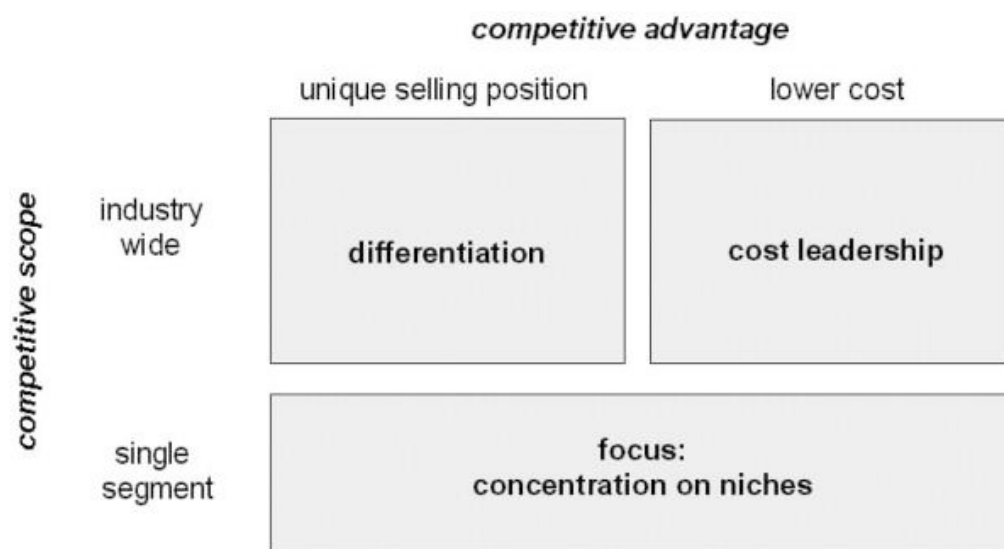 competitive advantage
unique selling position
lower cost
competitive scope
industry
wide
differentiation
cost leadership
single
segment
focus:
concentration on niches